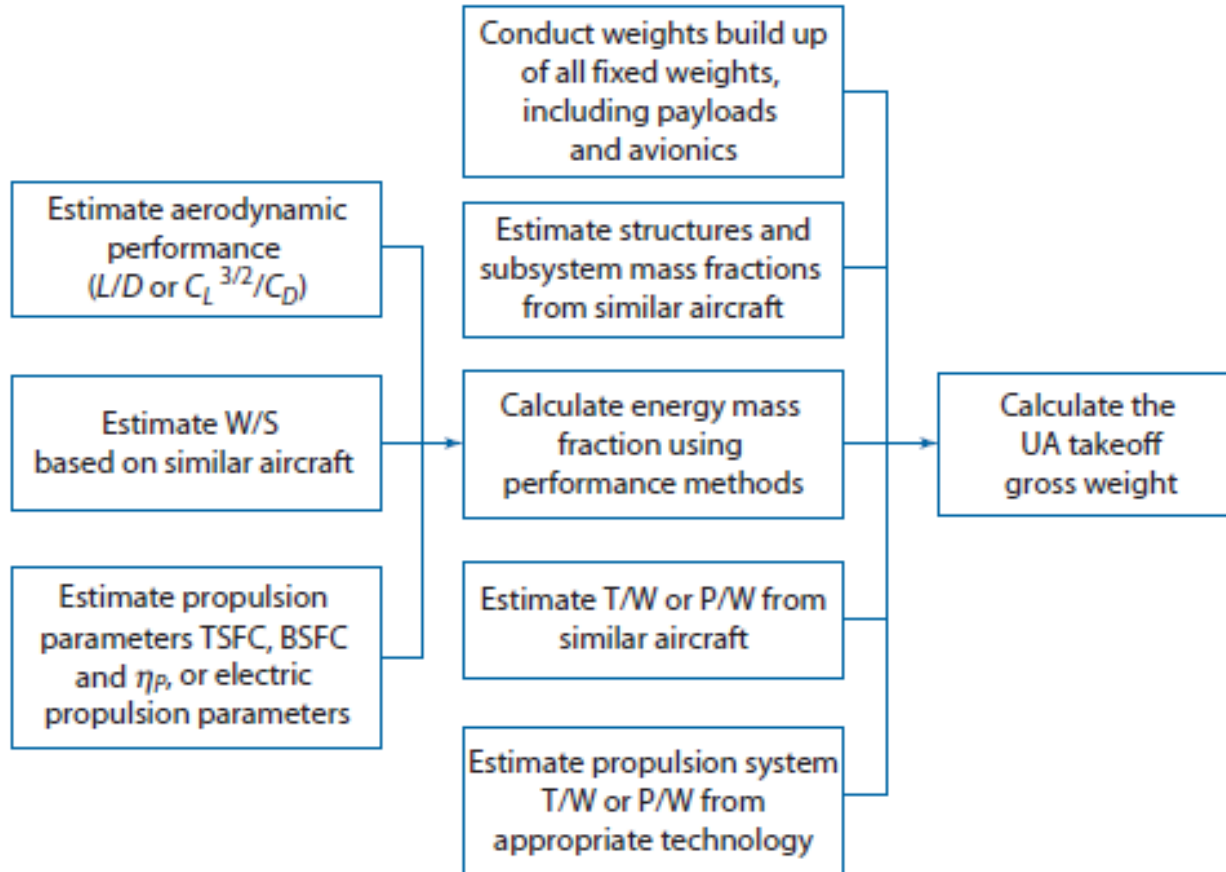 Conduct weights build up
of all fixed weights,
including payloads
and avionics
Estimate aerodynamic
performance
(L/D or C_L^3/2/C_D)
Estimate structures and
subsystem mass fractions
from similar aircraft
Estimate W/S
based on similar aircraft
Calculate energy mass
fraction using
performance methods
Calculate the
UA takeoff
gross weight
Estimate propulsion
parameters TSFC, BSFC
and η_P, or electric
propulsion parameters
Estimate T/W or P/W from
similar aircraft
Estimate propulsion system
T/W or P/W from
appropriate technology